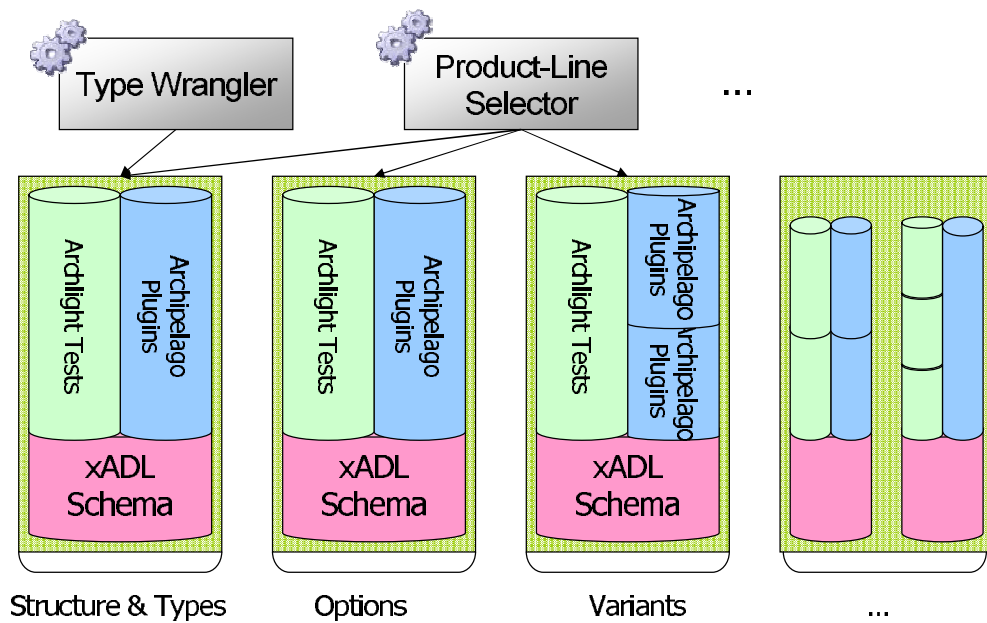 Type Wrangler
Product-Line
Selector
...
Archlight Tests
Archipelago
Plugins
Archlight Tests
Archipelago
Plugins
Archlight Tests
Archipelago
Plugins
Archipelago
Plugins
xADL
Schema
xADL
Schema
xADL
Schema
Structure & Types
Options
Variants
...